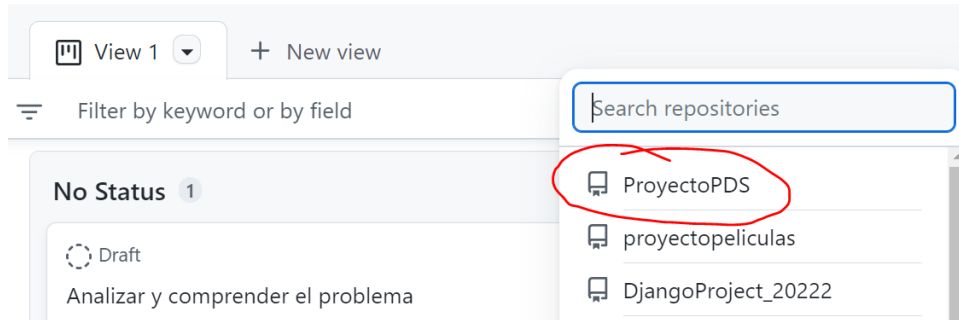 View 1
New view
Filter by keyword or by field
Search repositories
No Status 1
Draft
Analizar y comprender el problema
ProyectoPDS
proyectopeliculas
DjangoProject_20222